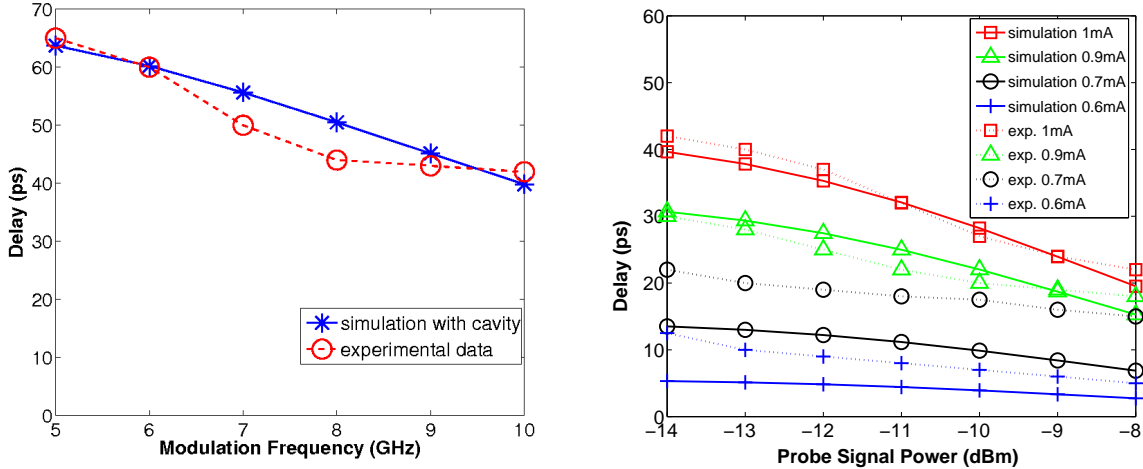 70
60
50
40
30
20
10
0
Delay (ps)
5 6 7 8 9 10
Modulation Frequency (GHz)
simulation with cavity
experimental data
60
50
40
30
20
10
0
Delay (ps)
−14 −13 −12 −11 −10 −9 −8
Probe Signal Power (dBm)
simulation 1mA
simulation 0.9mA
simulation 0.7mA
simulation 0.6mA
exp. 1mA
exp. 0.9mA
exp. 0.7mA
exp. 0.6mA